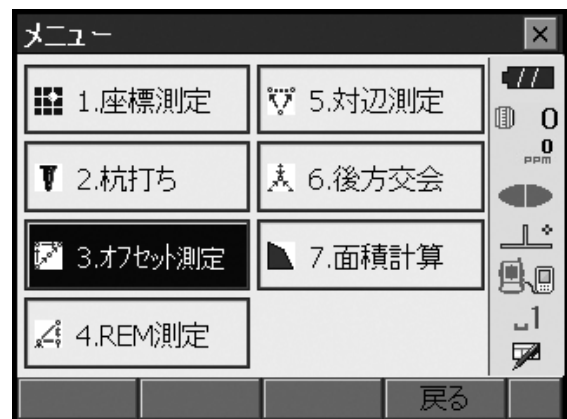 メニュー
1.座標測定
5.対辺測定
0
0
PPM
2.杭打ち
6.後方交会
3.オフセット測定
7.面積計算
4.REM測定
1
戻る